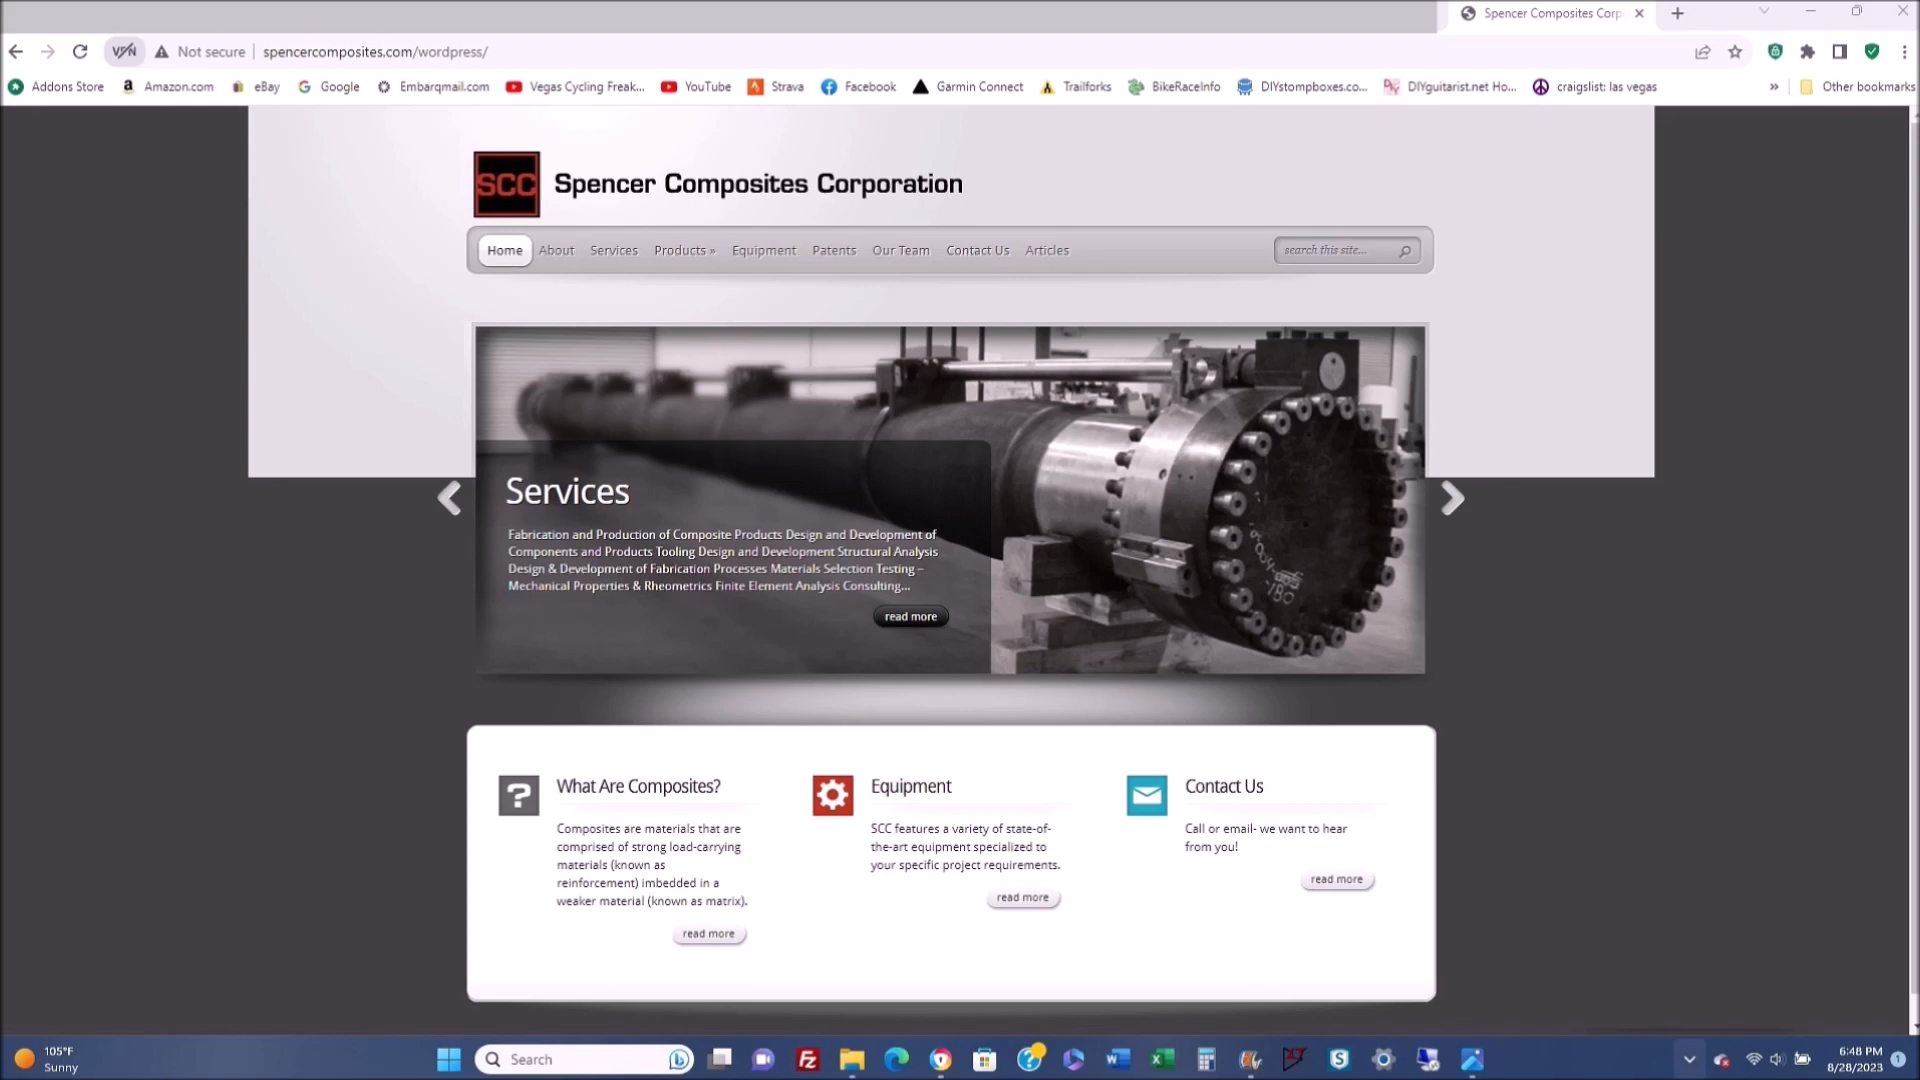 Spencer Composites Corp
Not secure
spencercomposites.com/wordpress/
Addons Store
Amazon.com
eBay
Google
Embarqmail.com
Vegas Cycling Freak...
YouTube
Strava
Facebook
Garmin Connect
Trailforks
BikeRaceInfo
DIYstompboxes.co...
DIYguitarist.net Ho...
craigslist: las vegas
»
Other bookmarks
SCC
Spencer Composites Corporation
Home
About
Services
Products »
Equipment
Patents
Our Team
Contact Us
Articles
search this site...
Services
Fabrication and Production of Composite Products Design and Development of
Components and Products Tooling Design and Development Structural Analysis
Design & Development of Fabrication Processes Materials Selection Testing –
Mechanical Properties & Rheometrics Finite Element Analysis Consulting...
read more
What Are Composites?
Composites are materials that are
comprised of strong load-carrying
materials (known as
reinforcement) imbedded in a
weaker material (known as matrix).
read more
Equipment
SCC features a variety of state-of-
the-art equipment specialized to
your specific project requirements.
read more
Contact Us
Call or email- we want to hear
from you!
read more
105°F
Sunny
Search
6:48 PM
8/28/2023
1